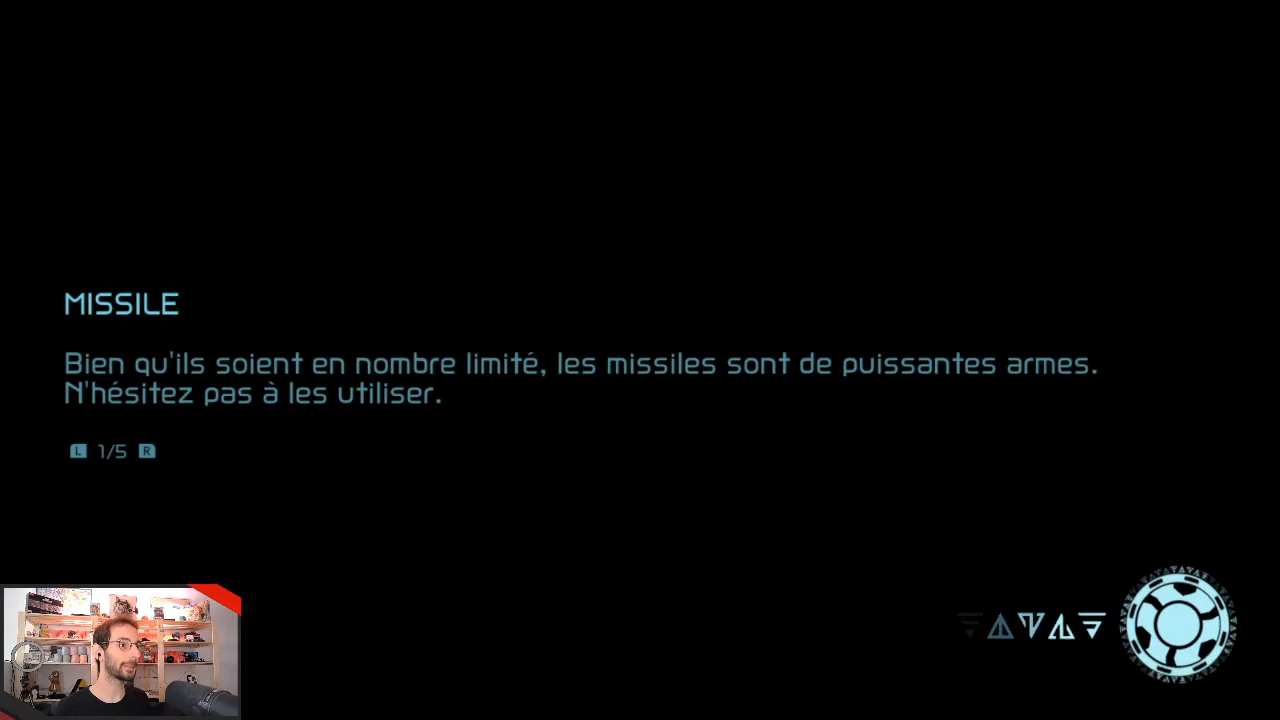 MISSILE
Bien qu'ils soient en nombre limité, les missiles sont de puissantes armes.
N'hésitez pas à les utiliser.
L 1/5 R